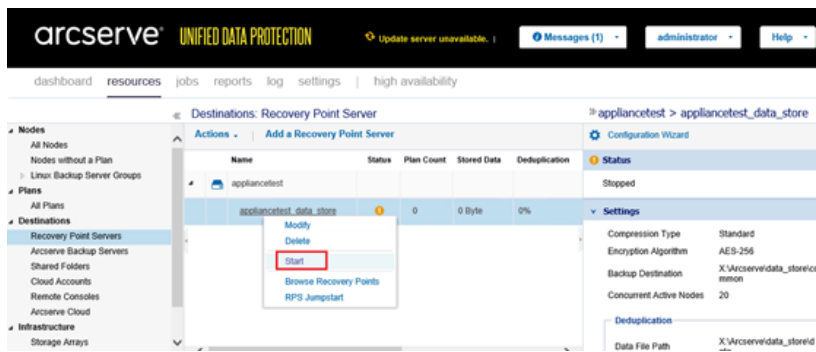 arcserve® UNIFIED DATA PROTECTION Update server unavailable. | Messages (1) administrator Help
dashboard resources jobs reports log settings | high availability
Nodes
All Nodes
Nodes without a Plan
Linux Backup Server Groups
Plans
All Plans
Destinations
Recovery Point Servers
Arcserve Backup Servers
Shared Folders
Cloud Accounts
Remote Consoles
Arcserve Cloud
Infrastructure
Storage Arrays
Destinations: Recovery Point Server
Actions | Add a Recovery Point Server
Name Status Plan Count Stored Data Deduplication
appliancetest
appliancetest_data_store 0 0 Byte 0%
Modify
Delete
Start
Browse Recovery Points
RPS Jumpstart
appliancetest > appliancetest_data_store
Configuration Wizard
Status
Stopped
Settings
Compression Type Standard
Encryption Algorithm AES-256
Backup Destination X:\Arcserve\data_store\co
mmon
Concurrent Active Nodes 20
Deduplication
Data File Path X:\Arcserve\data_store\d